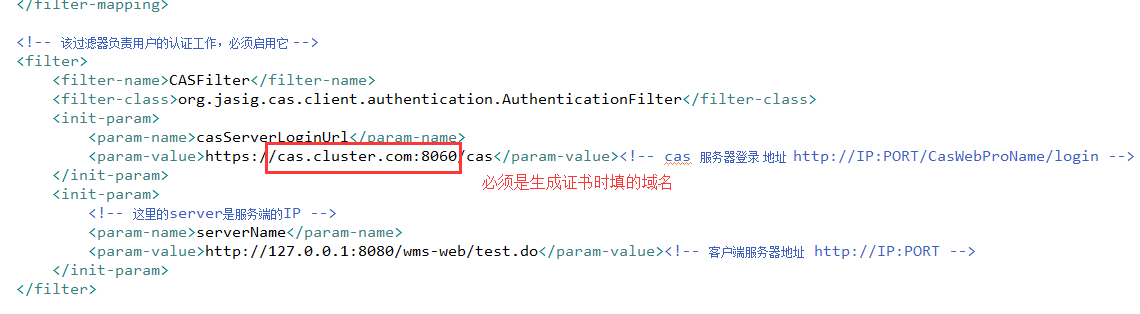 </filter-mapping>
<!-- 该过滤器负责用户的认证工作，必须启用它 -->
<filter>
<filter-name>CASFilter</filter-name>
<filter-class>org.jasig.cas.client.authentication.AuthenticationFilter</filter-class>
<init-param>
<param-name>casServerLoginUrl</param-name>
<param-value>https://cas.cluster.com:8060/cas</param-value><!-- cas 服务器登录地址 http://IP:PORT/CasWebProName/login -->
</init-param>
必须是生成证书时填的域名
<init-param>
<!-- 这里的server是服务端的IP -->
<param-name>serverName</param-name>
<param-value>http://127.0.0.1:8080/wms-web/test.do</param-value><!-- 客户端服务器地址 http://IP:PORT -->
</init-param>
</filter>